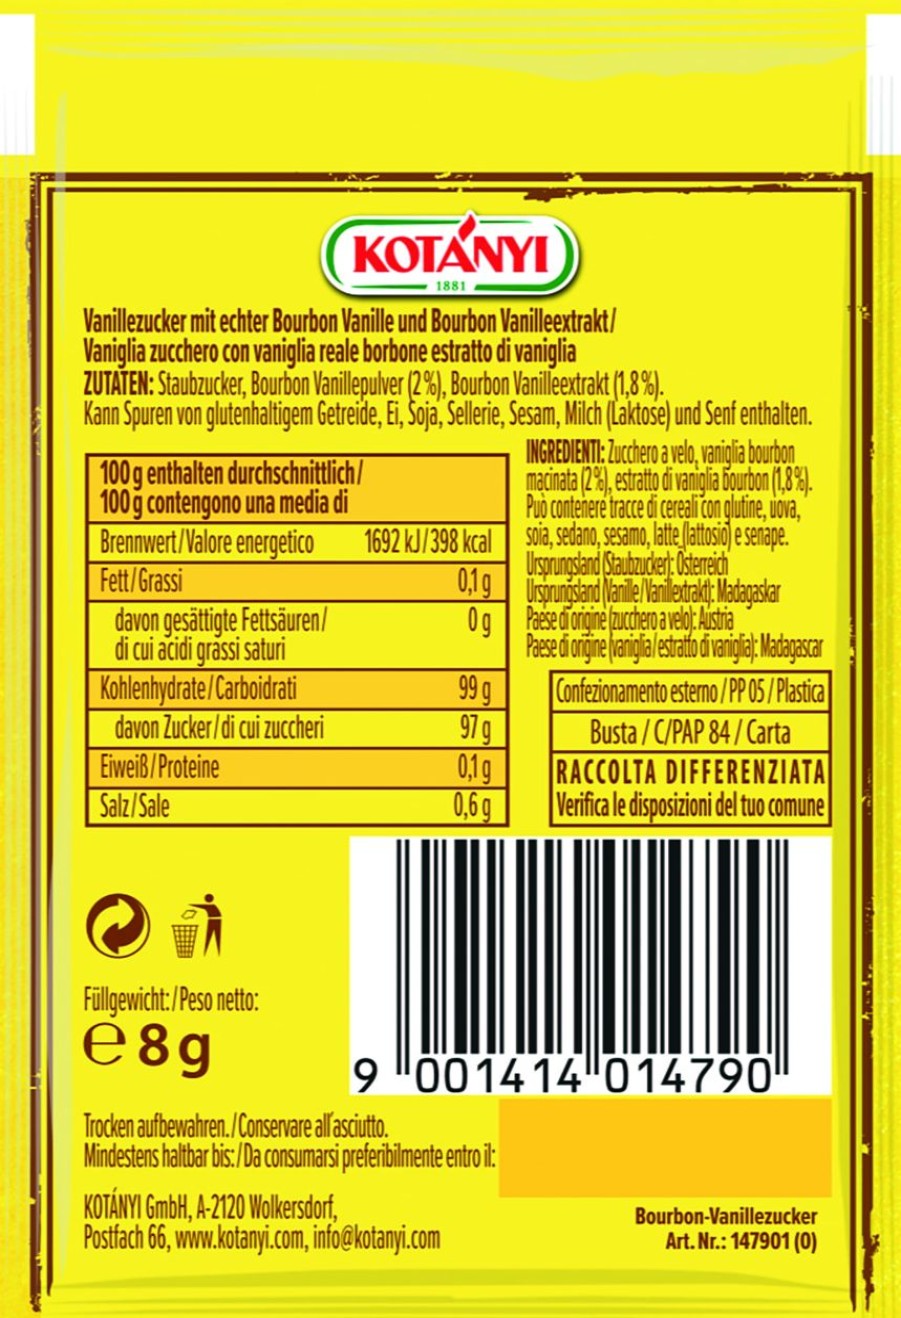 KOTÁNYI
1881
Vanillezucker mit echter Bourbon Vanille und Bourbon Vanilleextrakt/
Vaniglia zucchero con vaniglia reale borbone estratto di vaniglia
ZUTATEN: Staubzucker, Bourbon Vanillepulver (2%), Bourbon Vanilleextrakt (1,8%).
Kann Spuren von glutenhaltigem Getreide, Ei, Soja, Sellerie, Sesam, Milch (Laktose) und Senf enthalten.
100 g enthalten durchschnittlich/
100 g contengono una media di
Brennwert/Valore energetico 1692 kJ/398 kcal
Fett/Grassi 0,1 g
davon gesättigte Fettsäuren/
di cui acidi grassi saturi 0 g
Kohlenhydrate/Carboidrati 99 g
davon Zucker/di cui zuccheri 97 g
Eiweiß/Proteine 0,1 g
Salz/Sale 0,6 g
INGREDIENTI: Zucchero a velo, vaniglia bourbon
macinata (2%), estratto di vaniglia bourbon (1,8%).
Può contenere tracce di cereali con glutine, uova,
soia, sedano, sesamo, latte (lattosio) e senape.
Ursprungsland (Staubzucker): Österreich
Ursprungsland (Vanille/Vanillextrakt): Madagaskar
Paese di origine (zucchero a velo): Austria
Paese di origine (vaniglia/estratto di vaniglia): Madagascar
Confezionamento esterno / PP 05 / Plastica
Busta / C/PAP 84 / Carta
RACCOLTA DIFFERENZIATA
Verifica le disposizioni del tuo comune
Füllgewicht:/Peso netto:
e 8 g
9 001414 014790
Trocken aufbewahren./Conservare all'asciutto.
Mindestens haltbar bis:/Da consumarsi preferibilmente entro il:
KOTÁNYI GmbH, A-2120 Wolkersdorf,
Postfach 66, www.kotanyi.com, info@kotanyi.com
Bourbon-Vanillezucker
Art. Nr.: 147901 (0)